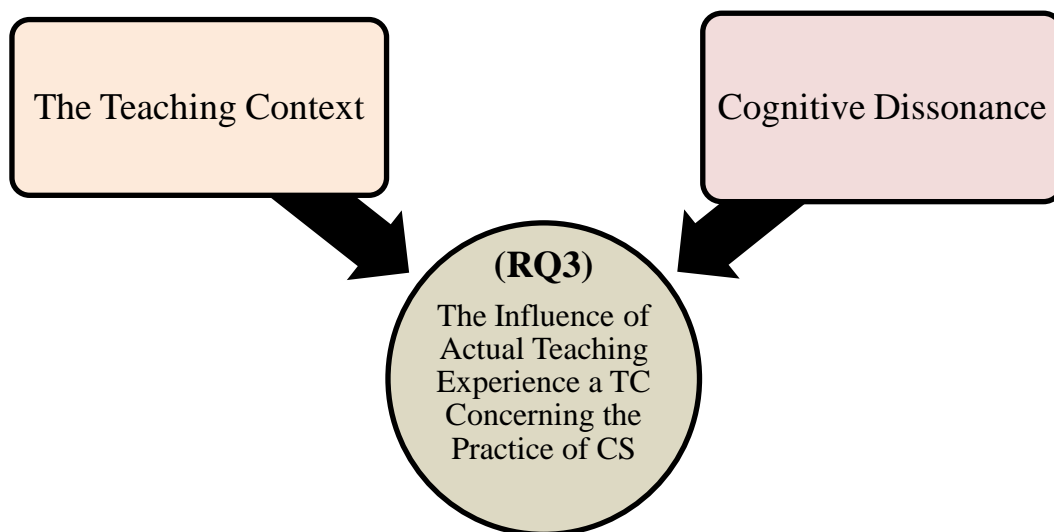 The Teaching Context
Cognitive Dissonance
(RQ3)
The Influence of
Actual Teaching
Experience a TC
Concerning the
Practice of CS